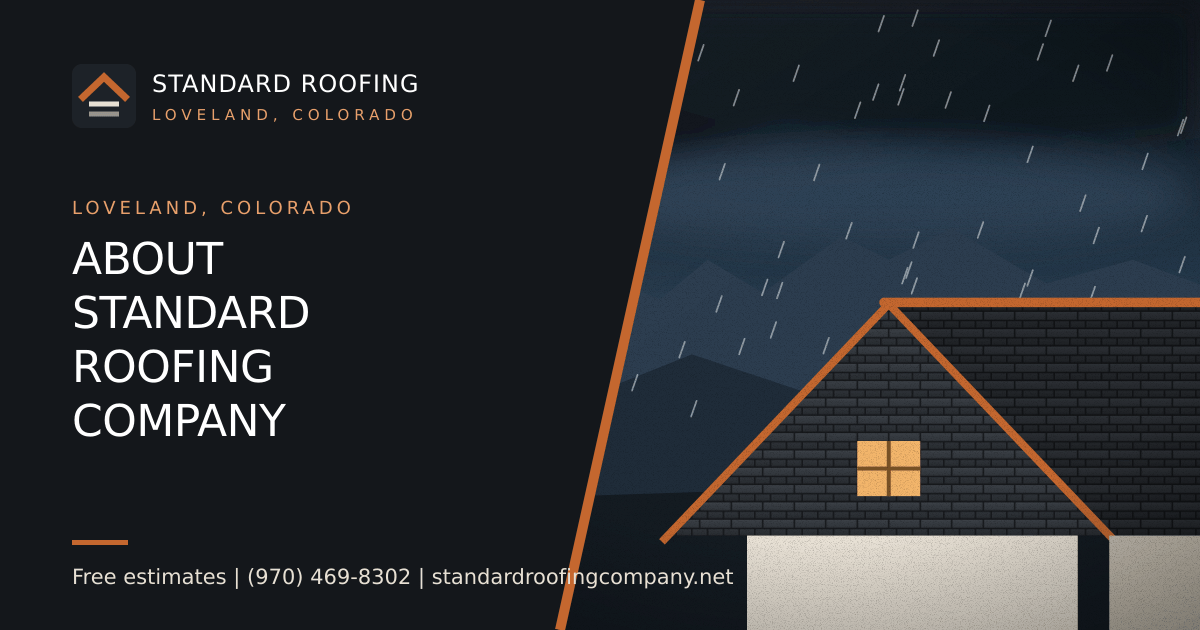 STANDARD ROOFING
LOVELAND, COLORADO
LOVELAND, COLORADO
ABOUT
STANDARD
ROOFING
COMPANY
Free estimates | (970) 469-8302 | standardroofingcompany.net